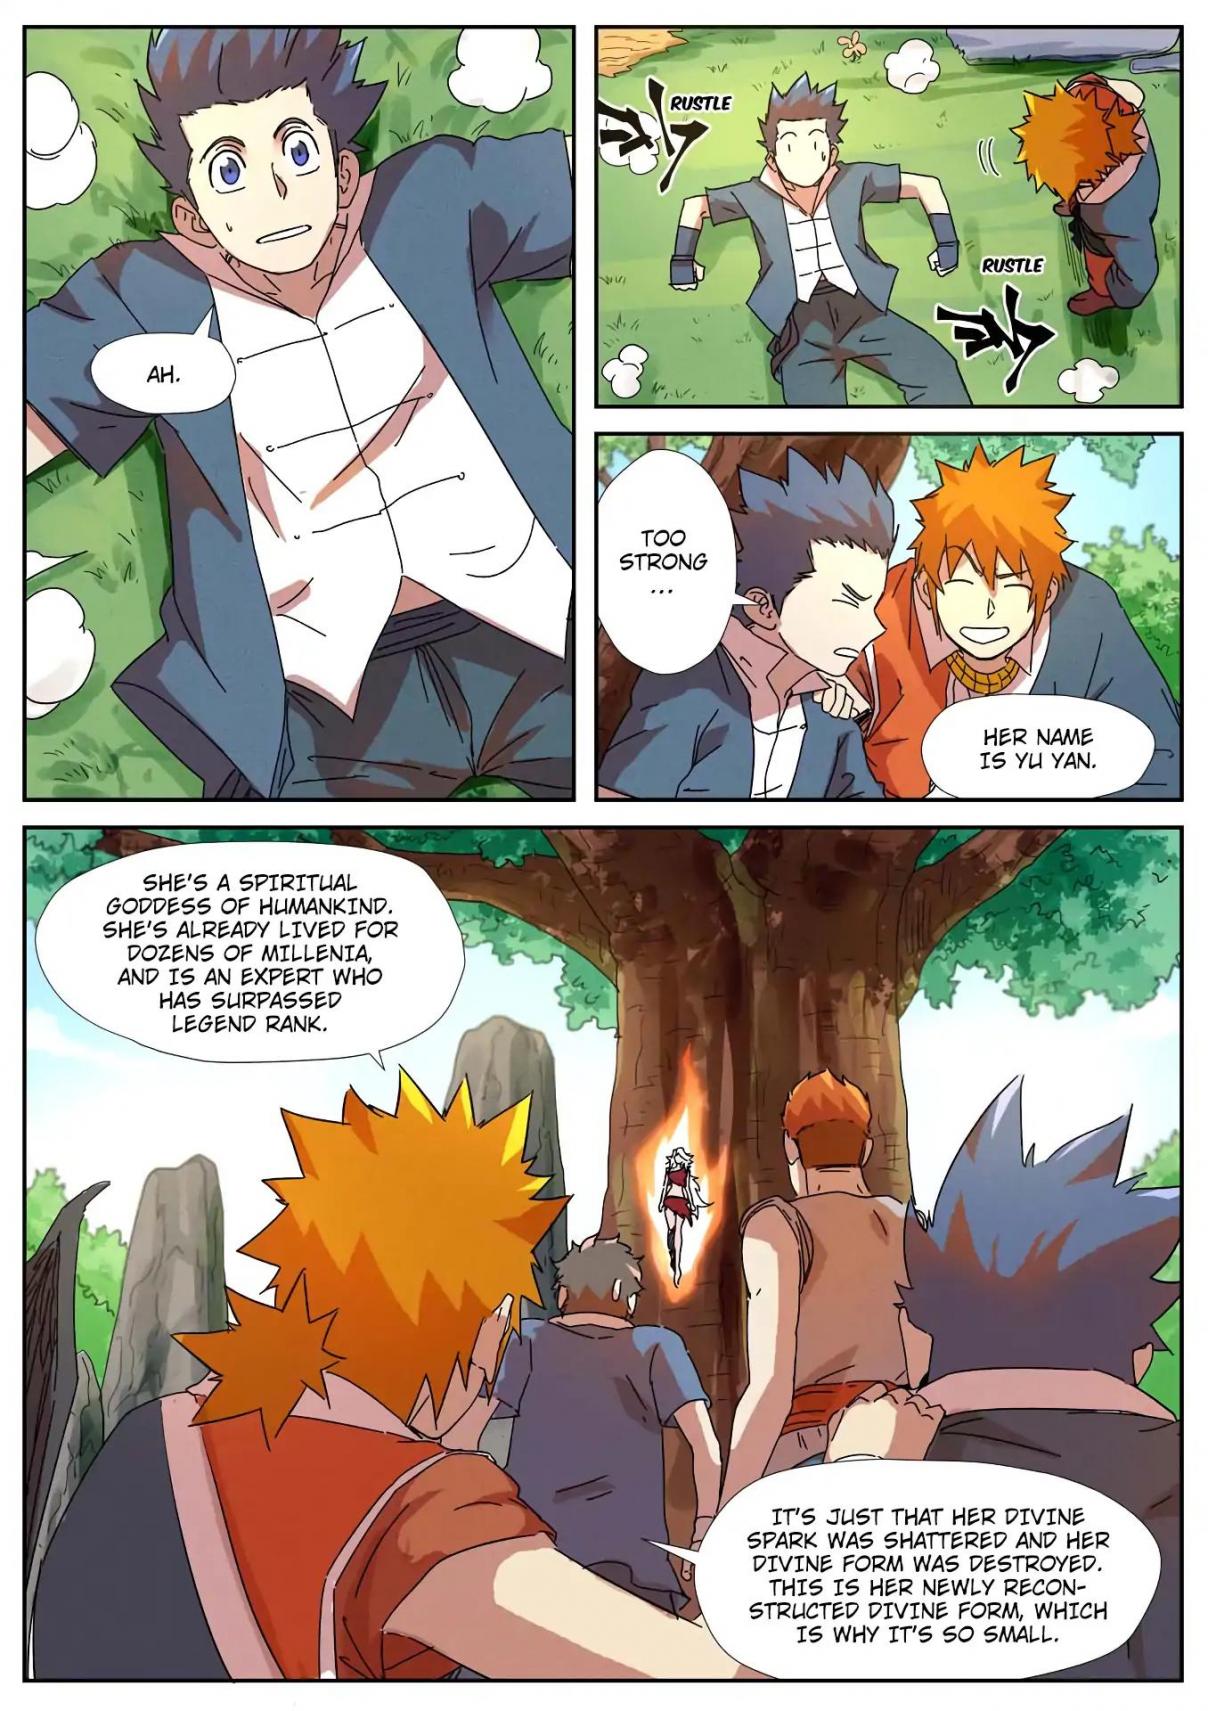 AH.
RUSTLE
RUSTLE
TOO
STRONG
...
HER NAME
IS YU YAN.
SHE'S A SPIRITUAL
GODDESS OF HUMANKIND.
SHE'S ALREADY LIVED FOR
DOZENS OF MILLENIA,
AND IS AN EXPERT WHO
HAS SURPASSED
LEGEND RANK.
IT'S JUST THAT HER DIVINE
SPARK WAS SHATTERED AND HER
DIVINE FORM WAS DESTROYED.
THIS IS HER NEWLY RECON-
STRUCTED DIVINE FORM, WHICH
IS WHY IT'S SO SMALL.